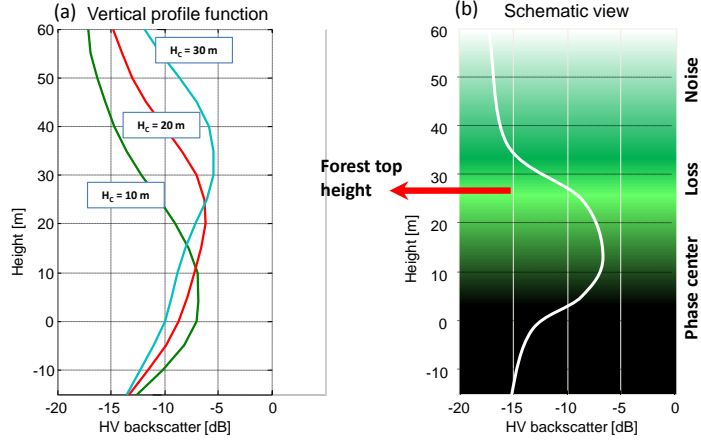 (a) Vertical profile function
60
50
40
30
20
10
0
-10
Height [m]
H_C = 30 m
H_C = 20 m
H_C = 10 m
-20 -15 -10 -5 0
HV backscatter [dB]
Forest top
height
(b) Schematic view
60
50
40
30
20
10
0
-10
Height [m]
-20 -15 -10 -5 0
HV backscatter [dB]
Noise
Loss
Phase center